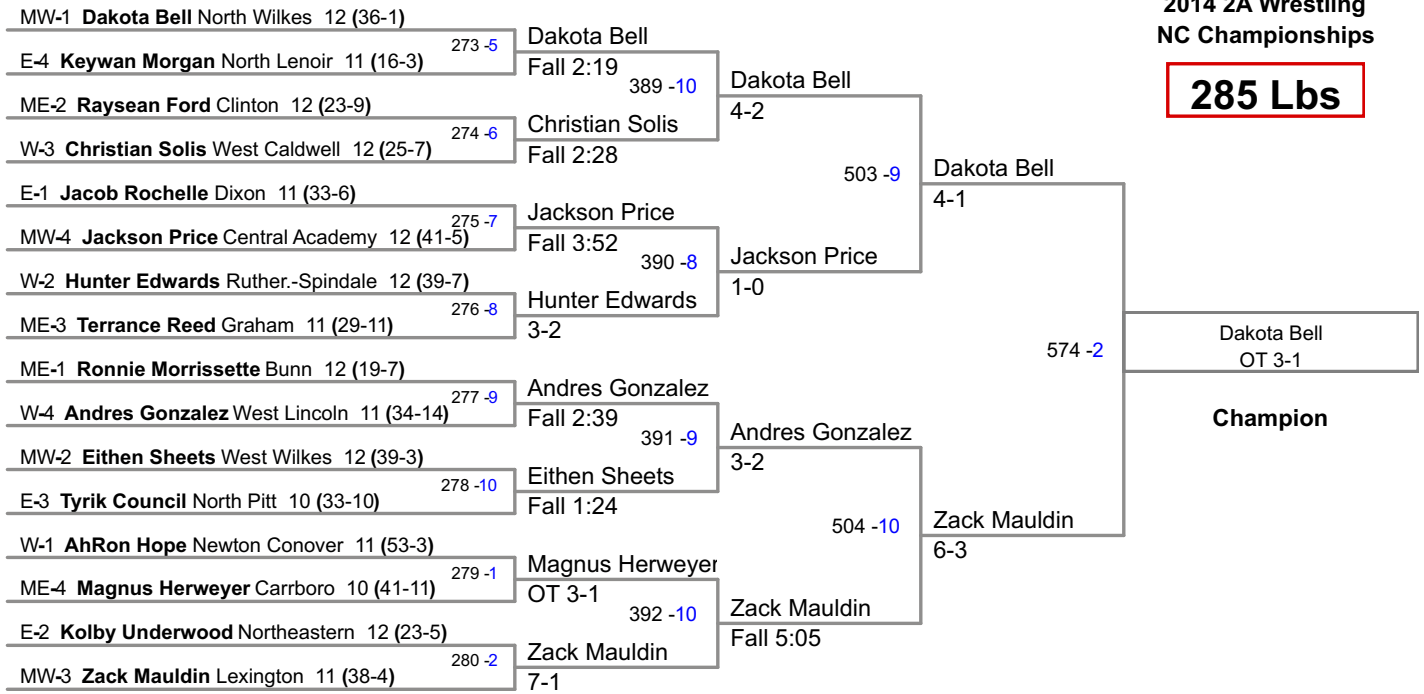 2014 2A Wrestling
NC Championships
285 Lbs
MW-1 Dakota Bell North Wilkes 12 (36-1)
273 -5
E-4 Keywan Morgan North Lenoir 11 (16-3)
ME-2 Raysean Ford Clinton 12 (23-9)
274 -6
W-3 Christian Solis West Caldwell 12 (25-7)
E-1 Jacob Rochelle Dixon 11 (33-6)
275 -7
MW-4 Jackson Price Central Academy 12 (41-5)
W-2 Hunter Edwards Ruther.-Spindale 12 (39-7)
276 -8
ME-3 Terrance Reed Graham 11 (29-11)
ME-1 Ronnie Morrissette Bunn 12 (19-7)
277 -9
W-4 Andres Gonzalez West Lincoln 11 (34-14)
MW-2 Eithen Sheets West Wilkes 12 (39-3)
278 -10
E-3 Tyrik Council North Pitt 10 (33-10)
W-1 AhRon Hope Newton Conover 11 (53-3)
279 -1
ME-4 Magnus Herweyer Carrboro 10 (41-11)
E-2 Kolby Underwood Northeastern 12 (23-5)
280 -2
MW-3 Zack Mauldin Lexington 11 (38-4)
Dakota Bell
Fall 2:19
389 -10
Christian Solis
Fall 2:28
Jackson Price
Fall 3:52
390 -8
Hunter Edwards
3-2
Andres Gonzalez
Fall 2:39
391 -9
Eithen Sheets
Fall 1:24
Magnus Herweyer
OT 3-1
392 -10
Zack Mauldin
7-1
Dakota Bell
4-2
503 -9
Jackson Price
1-0
Andres Gonzalez
3-2
504 -10
Zack Mauldin
Fall 5:05
Dakota Bell
4-1
574 -2
Zack Mauldin
6-3
Dakota Bell
OT 3-1
Champion